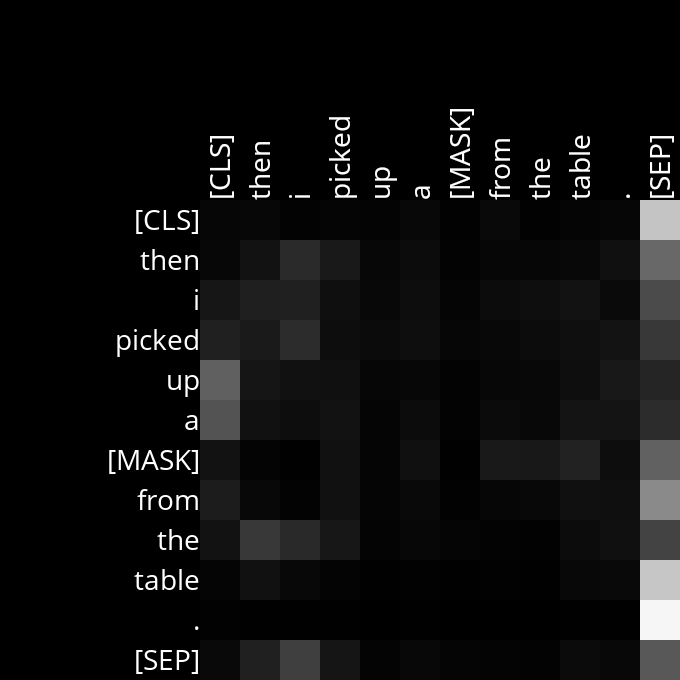 [CLS] then i picked up a [MASK] from the table . [SEP]
[CLS]
then
i
picked
up
a
[MASK]
from
the
table
.
[SEP]